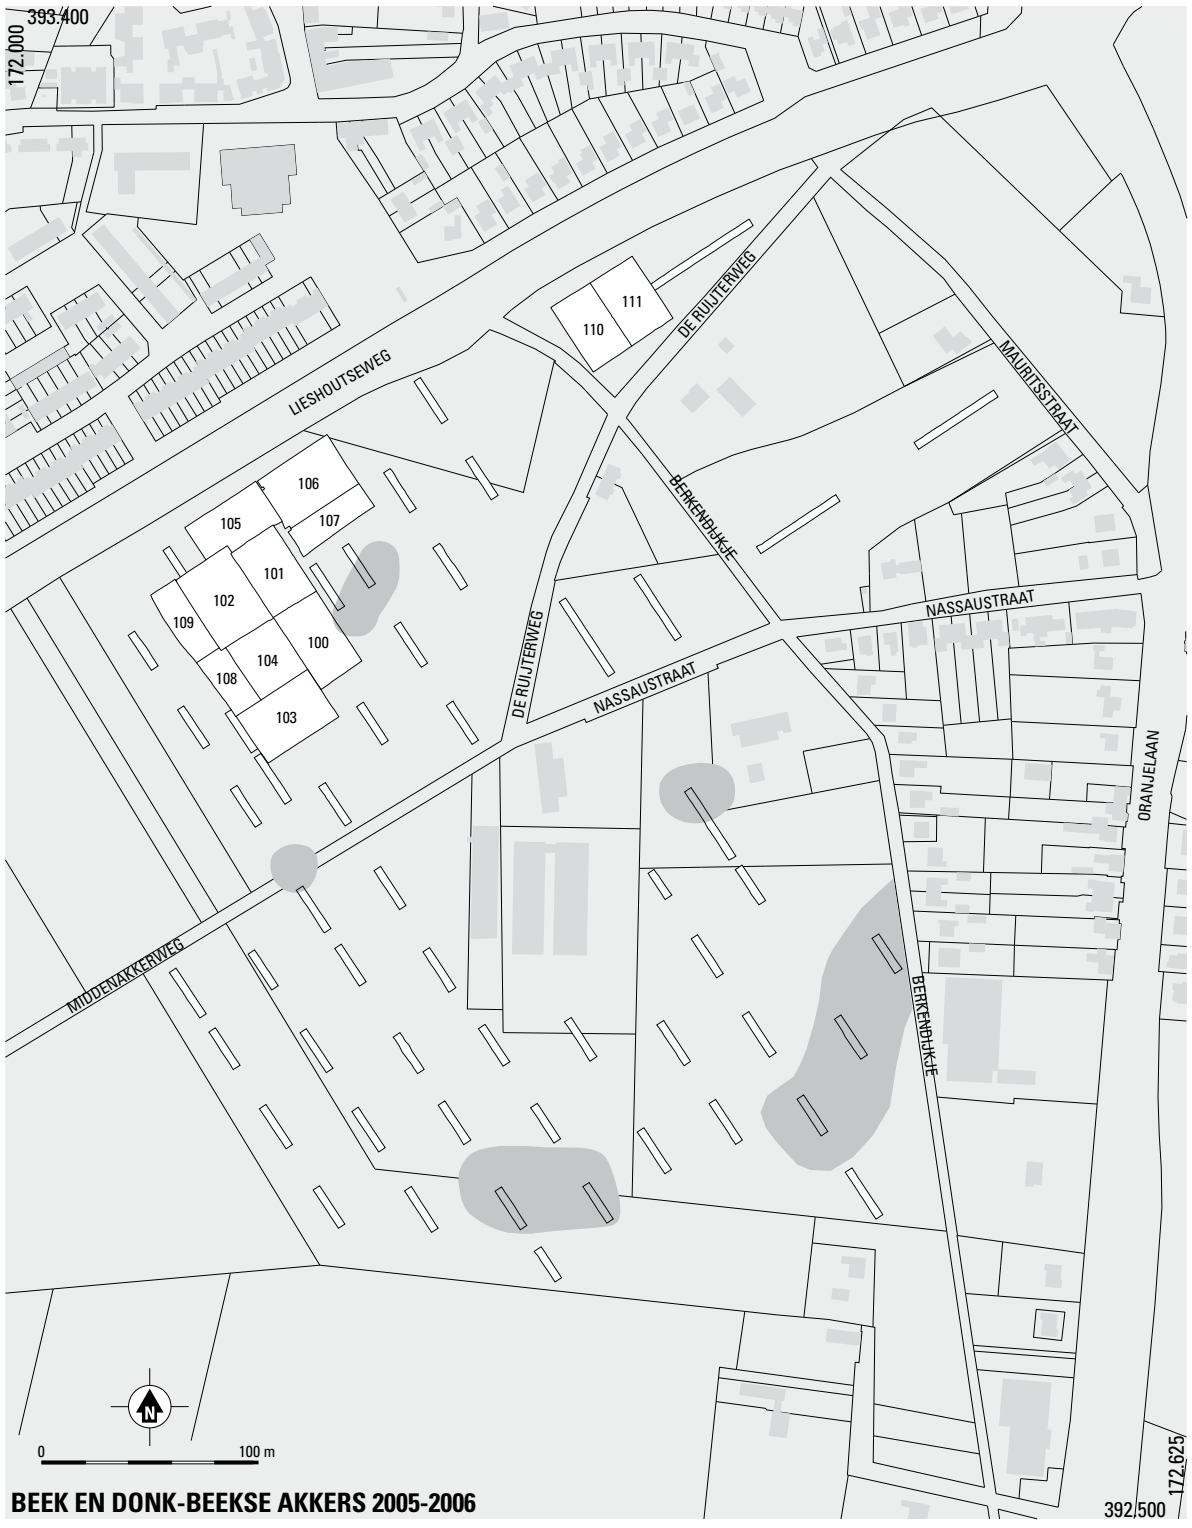 393.400
172.000
DE RUIJTERWEG
111
110
MAURITSSTRAAT
LIESHOUTSEWEG
106
107
105
BERKENDIJKJE
101
102
109
NASSAUSTRAAT
100
104
108
103
DE RUIJTERWEG
NASSAUSTRAAT
ORANJELAAN
MIDDENAKKERWEG
BERKENDIJKJE
N
0 100 m
BEEK EN DONK-BEEKSE AKKERS 2005-2006
172.625
392.500